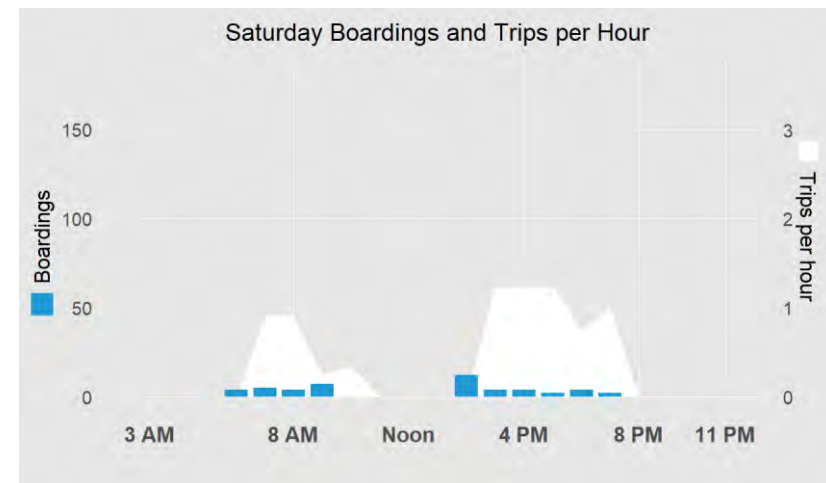 Saturday Boardings and Trips per Hour
150
100
50
0
Boardings
3
2
1
0
Trips per hour
3 AM 8 AM Noon 4 PM 8 PM 11 PM